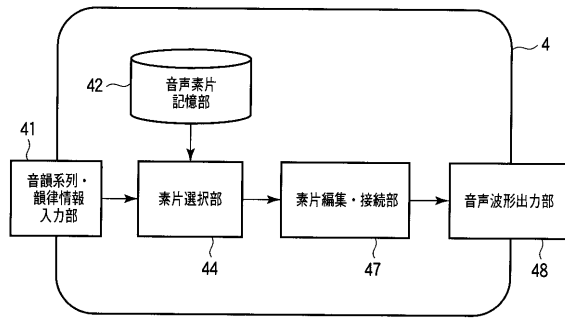 4
42
音声素片
記憶部
41
音韻系列・
韻律情報
入力部
素片選択部
素片編集・接続部
音声波形出力部
44
47
48